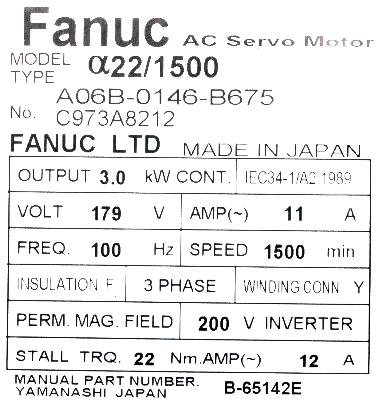 Fanuc AC Servo Motor
MODEL
TYPE α22/1500
A06B-0146-B675
No. C973A8212
FANUC LTD MADE IN JAPAN
OUTPUT 3.0 kW CONT. IEC34-1/A2 1989
VOLT 179 V AMP(~) 11 A
FREQ. 100 Hz SPEED 1500 min
INSULATION F 3 PHASE WINDING CONN Y
PERM. MAG. FIELD 200 V INVERTER
STALL TRQ. 22 Nm.AMP(~) 12 A
MANUAL PART NUMBER.
YAMANASHI JAPAN B-65142E